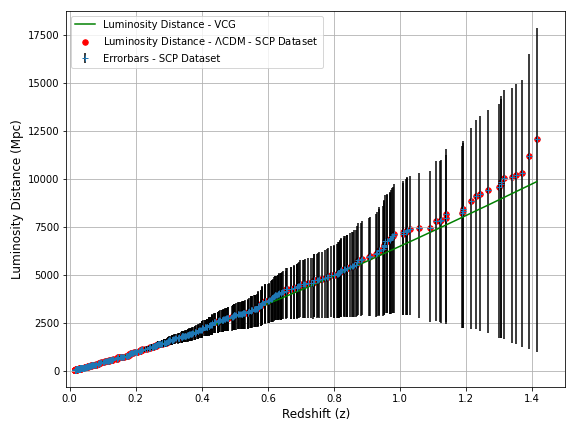 Luminosity Distance - VCG
Luminosity Distance - ΛCDM - SCP Dataset
Errorbars - SCP Dataset
17500
15000
12500
10000
7500
5000
2500
0
Luminosity Distance (Mpc)
0.0 0.2 0.4 0.6 0.8 1.0 1.2 1.4
Redshift (z)